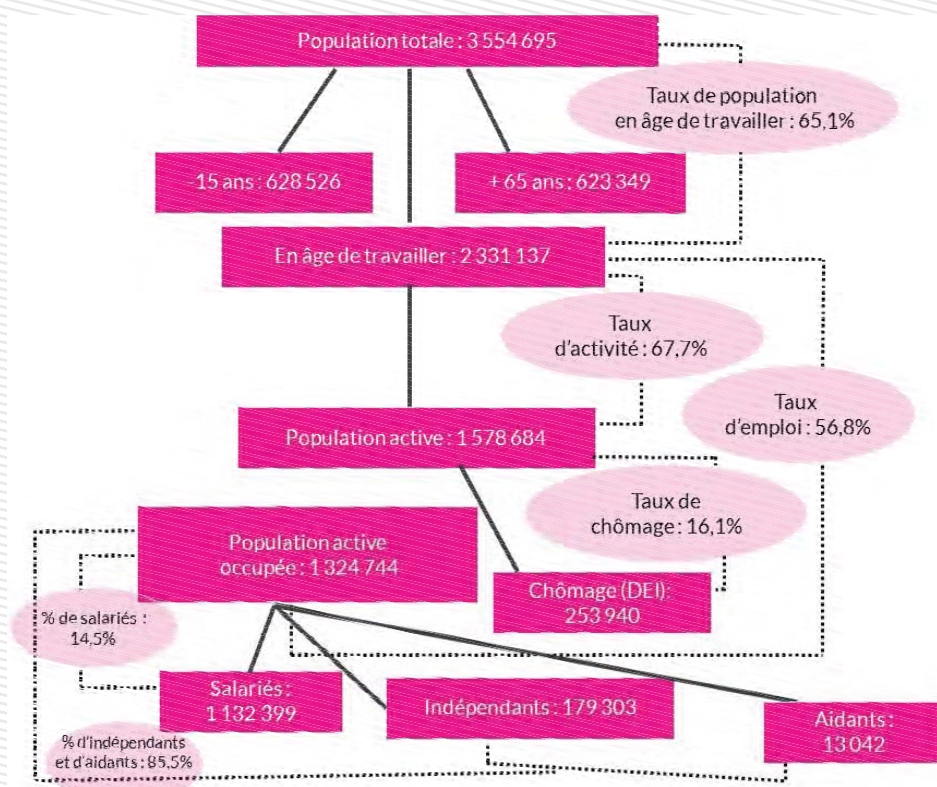 Population totale : 3 554 695
Taux de population
en âge de travailler : 65,1%
-15 ans : 628 526
+ 65 ans : 623 349
En âge de travailler : 2 331 137
Taux
d'activité : 67,7%
Taux
d'emploi : 56,8%
Population active : 1 578 684
Taux de
chômage : 16,1%
Population active
occupée : 1 324 744
Chômage (DEI):
253 940
% de salariés :
14,5%
Salariés :
1 132 399
Indépendants : 179 303
Aidants :
13 042
% d'indépendants
et d'aidants : 85,5%